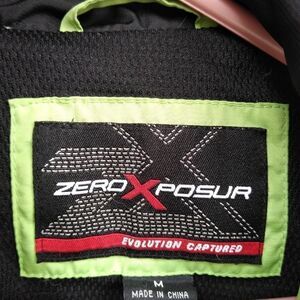 ZEROXPOSUR
EVOLUTION CAPTURED
M
MADE IN CHINA